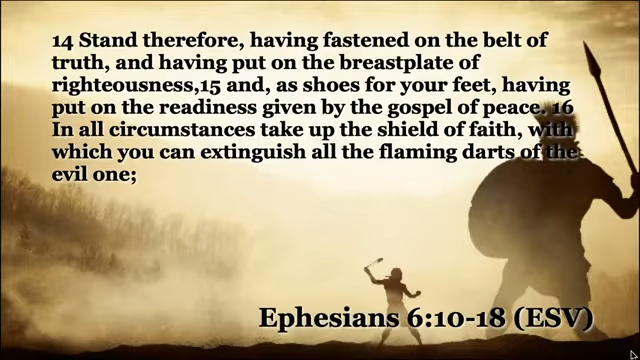 14 Stand therefore, having fastened on the belt of
truth, and having put on the breastplate of
righteousness,15 and, as shoes for your feet, having
put on the readiness given by the gospel of peace. 16
In all circumstances take up the shield of faith, with
which you can extinguish all the flaming darts of the
evil one;
Ephesians 6:10-18 (ESV)